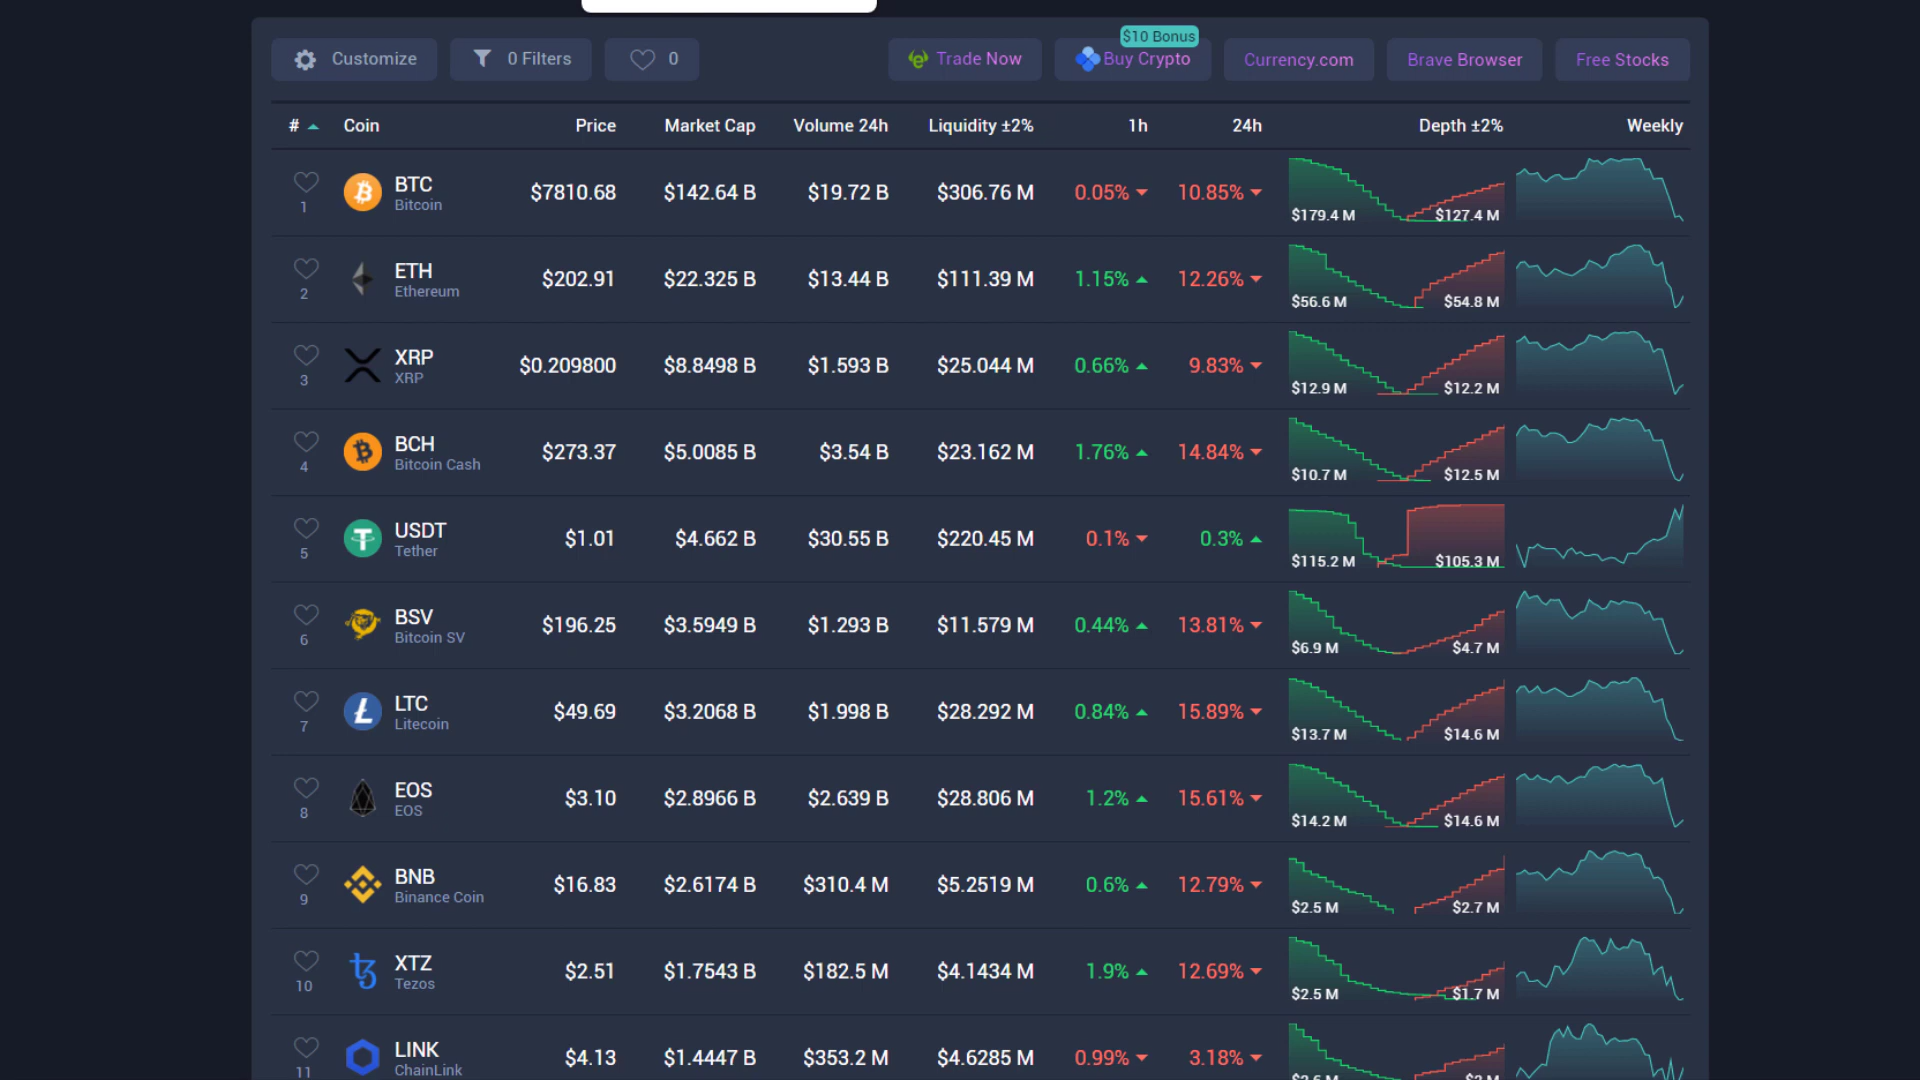 $10 Bonus
Customize 0 Filters 0 Trade Now Buy Crypto Currency.com Brave Browser Free Stocks
# Coin Price Market Cap Volume 24h Liquidity ±2% 1h 24h Depth ±2% Weekly
1 BTC Bitcoin $7810.68 $142.64 B $19.72 B $306.76 M 0.05% 10.85% $179.4 M $127.4 M
2 ETH Ethereum $202.91 $22.325 B $13.44 B $111.39 M 1.15% 12.26% $56.6 M $54.8 M
3 XRP XRP $0.209800 $8.8498 B $1.593 B $25.044 M 0.66% 9.83% $12.9 M $12.2 M
4 BCH Bitcoin Cash $273.37 $5.0085 B $3.54 B $23.162 M 1.76% 14.84% $10.7 M $12.5 M
5 USDT Tether $1.01 $4.662 B $30.55 B $220.45 M 0.1% 0.3% $115.2 M $105.3 M
6 BSV Bitcoin SV $196.25 $3.5949 B $1.293 B $11.579 M 0.44% 13.81% $6.9 M $4.7 M
7 LTC Litecoin $49.69 $3.2068 B $1.998 B $28.292 M 0.84% 15.89% $13.7 M $14.6 M
8 EOS EOS $3.10 $2.8966 B $2.639 B $28.806 M 1.2% 15.61% $14.2 M $14.6 M
9 BNB Binance Coin $16.83 $2.6174 B $310.4 M $5.2519 M 0.6% 12.79% $2.5 M $2.7 M
10 XTZ Tezos $2.51 $1.7543 B $182.5 M $4.1434 M 1.9% 12.69% $2.5 M $1.7 M
11 LINK ChainLink $4.13 $1.4447 B $353.2 M $4.6285 M 0.99% 3.18%